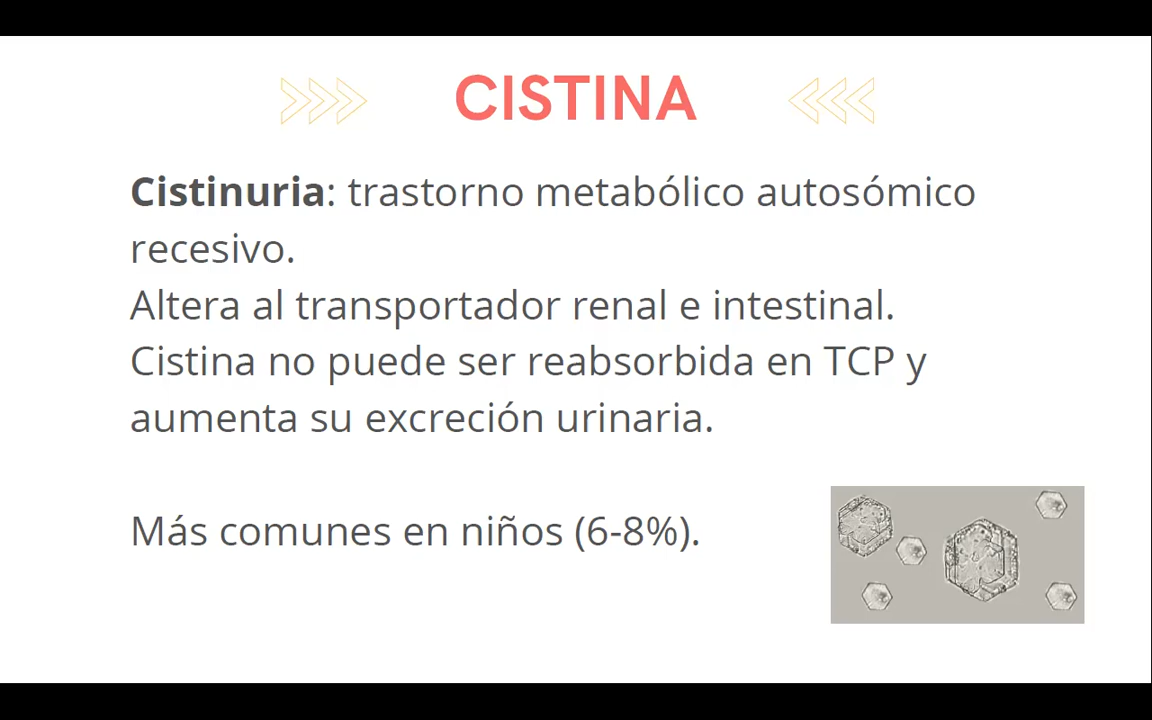 CISTINA
Cistinuria: trastorno metabólico autosómico
recesivo.
Altera al transportador renal e intestinal.
Cistina no puede ser reabsorbida en TCP y
aumenta su excreción urinaria.
Más comunes en niños (6-8%).